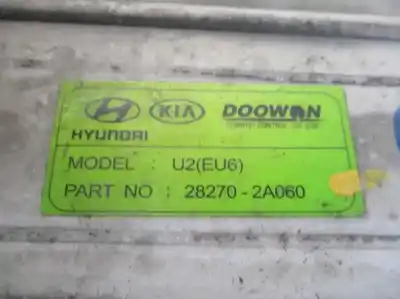 KIA DOOWON
HYUNDAI
MODEL : U2(EU6)
PART NO : 28270-2A060